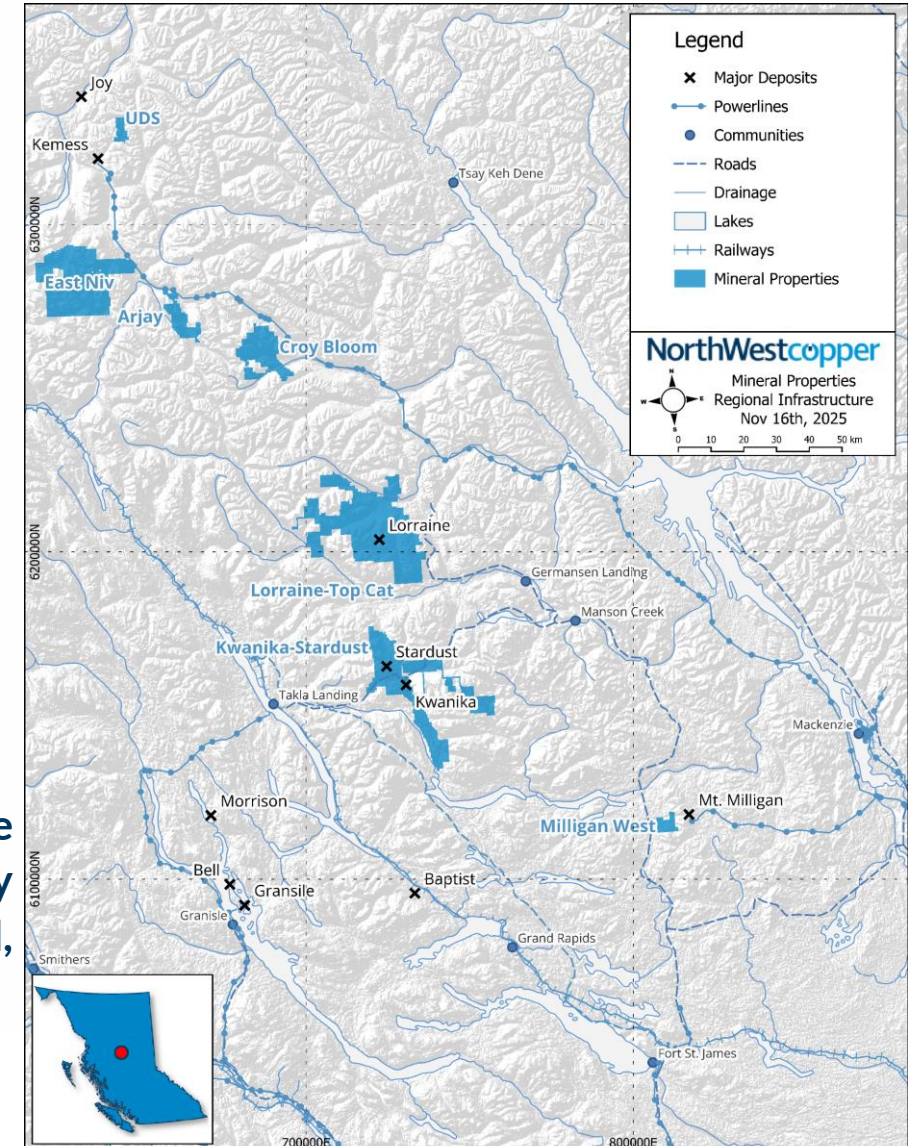 Legend
Major Deposits
Powerlines
Communities
Roads
Drainage
Lakes
Railways
Mineral Properties
NorthWestcopper
Mineral Properties
Regional Infrastructure
Nov 16th, 2025
N
W E
S
0 10 20 30 40 50 km
Joy
UDS
Kemess
Tsay Keh Dene
6300000N
East Niv
Arjay
Croy Bloom
Lorraine
6200000N
Germansen Landing
Lorraine-Top Cat
Manson Creek
Kwanika-Stardust
Stardust
Kwanika
Takla Landing
Mackenzie
Morrison
Mt. Milligan
Milligan West
e
y
Bell
6100000N
Baptist
Gransile
Granisle
Grand Rapids
Smithers
Fort St. James
700000E
800000E